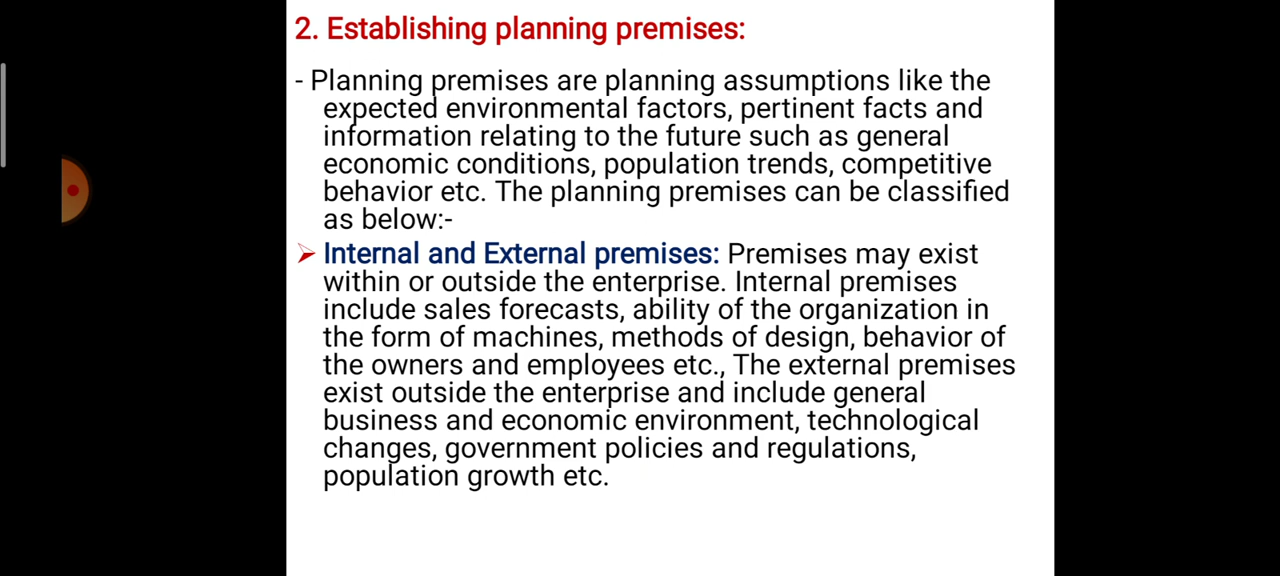 2. Establishing planning premises:
- Planning premises are planning assumptions like the
expected environmental factors, pertinent facts and
information relating to the future such as general
economic conditions, population trends, competitive
behavior etc. The planning premises can be classified
as below:-
➢ Internal and External premises: Premises may exist
within or outside the enterprise. Internal premises
include sales forecasts, ability of the organization in
the form of machines, methods of design, behavior of
the owners and employees etc., The external premises
exist outside the enterprise and include general
business and economic environment, technological
changes, government policies and regulations,
population growth etc.